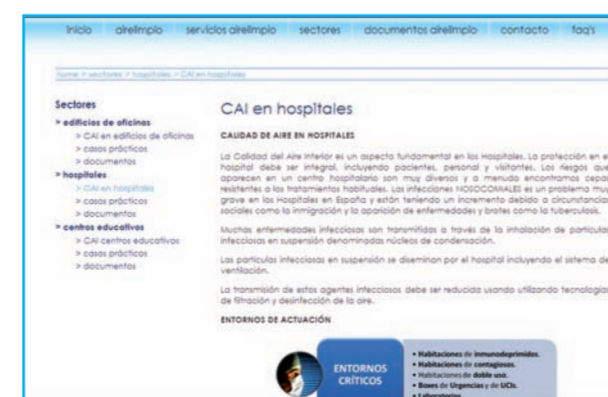 inicio airelimpio servicios airelimpio sectores documentos airelimpio contacto faq's
home > sectores > hospitales > CAI en hospitales
Sectores
> edificios de oficinas
> CAI en edificios de oficinas
> casos prácticos
> documentos
> hospitales
> CAI en hospitales
> casos prácticos
> documentos
> centros educativos
> CAI centros educativos
> casos prácticos
> documentos
CAI en hospitales
CALIDAD DE AIRE EN HOSPITALES
La Calidad del Aire Interior es un aspecto fundamental en los Hospitales. La protección en el
hospital debe ser integral, incluyendo pacientes, personal y visitantes. Los riesgos que
aparecen en un centro hospitalario son muy diversos y a menudo encontramos cepas
resistentes a los tratamientos habituales. Las infecciones NOSOCOMIALES es un problema muy
grave en los Hospitales en España y están teniendo un incremento debido a circunstancias
sociales como la inmigración y la aparición de enfermedades y brotes como la tuberculosis.
Muchas enfermedades infecciosas son transmitidas a través de la inhalación de partículas
infecciosas en suspensión denominadas núcleos de condensación.
Las partículas infecciosas en suspensión se diseminan por el hospital incluyendo el sistema de
ventilación.
La transmisión de estos agentes infecciosos debe ser reducida usando utilizando tecnologías
de filtración y desinfección de la aire.
ENTORNOS DE ACTUACIÓN
ENTORNOS
CRÍTICOS
• Habitaciones de inmunodeprimidos.
• Habitaciones de contagiosos.
• Habitaciones de doble uso.
• Boxes de Urgencias y de UCIs.
• Laboratorios